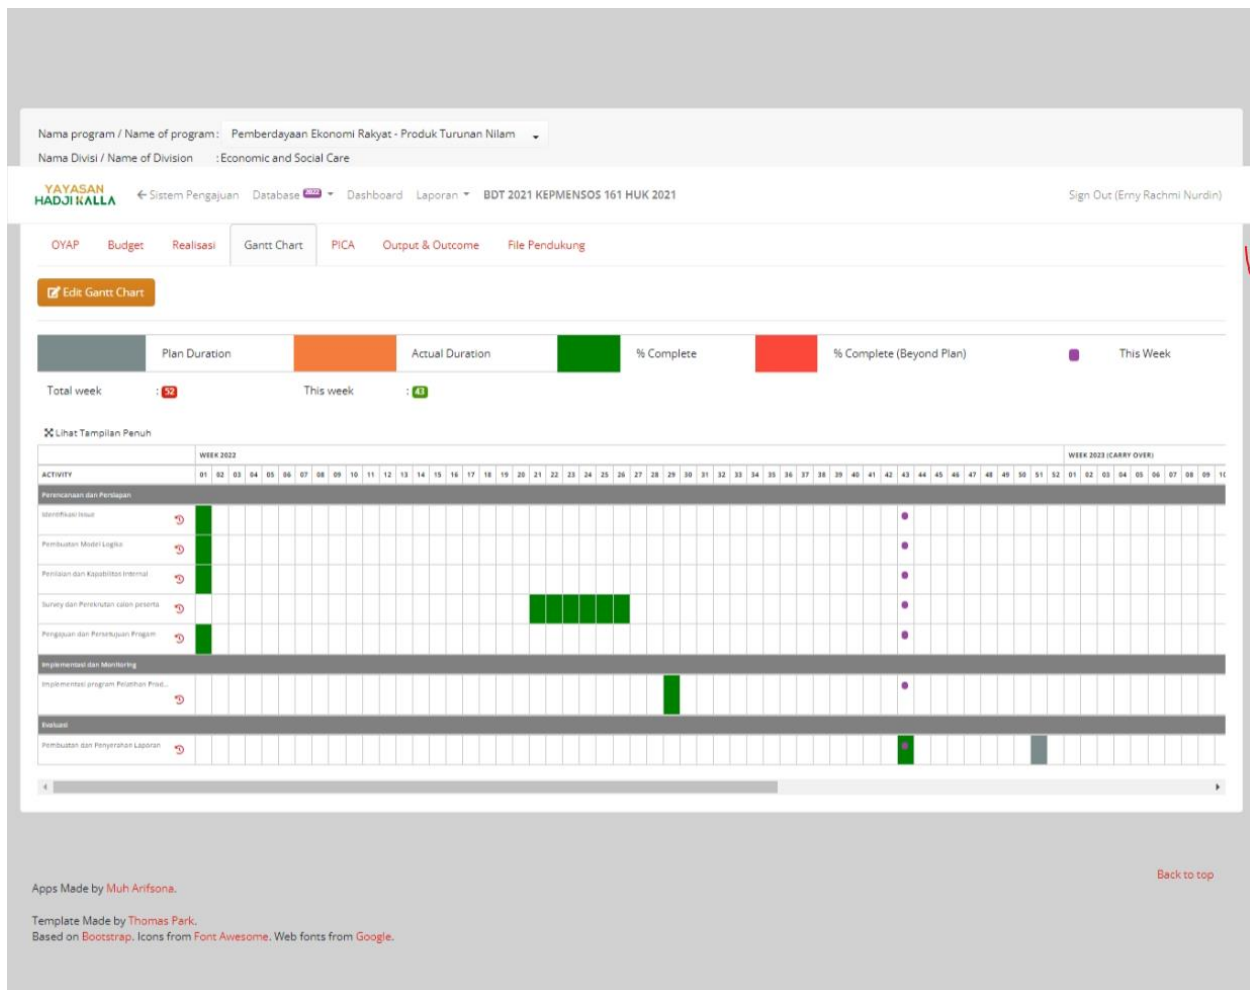 Nama program / Name of program : Pemberdayaan Ekonomi Rakyat - Produk Turunan Nilam
Nama Divisi / Name of Division : Economic and Social Care
YAYASAN
HADJI KALLA
Sistem Pengajuan Database 2022 Dashboard Laporan BDT 2021 KEPMENSOS 161 HUK 2021 Sign Out (Erny Rachmi Nurdin)
OYAP Budget Realisasi Gantt Chart PICA Output & Outcome File Pendukung
Edit Gantt Chart
Plan Duration Actual Duration % Complete % Complete (Beyond Plan) This Week
Total week : 52 This week : 43
Lihat Tampilan Penuh
WEEK 2022 WEEK 2023 (CARRY OVER)
ACTIVITY 01 02 03 04 05 06 07 08 09 10 11 12 13 14 15 16 17 18 19 20 21 22 23 24 25 26 27 28 29 30 31 32 33 34 35 36 37 38 39 40 41 42 43 44 45 46 47 48 49 50 51 52 01 02 03 04 05 06 07 08 09 10
Perencanaan dan Persiapan
Identifikasi Issue
Pembuatan Model Logika
Penilaian dan Kapabilitas Internal
Survey dan Perekrutan calon peserta
Pengajuan dan Persetujuan Progam
Implementasi dan Monitoring
Implementasi program Pelatihan Prod...
Evaluasi
Pembuatan dan Penyerahan Laporan
Back to top
Apps Made by Muh Arifsona.
Template Made by Thomas Park.
Based on Bootstrap. Icons from Font Awesome. Web fonts from Google.